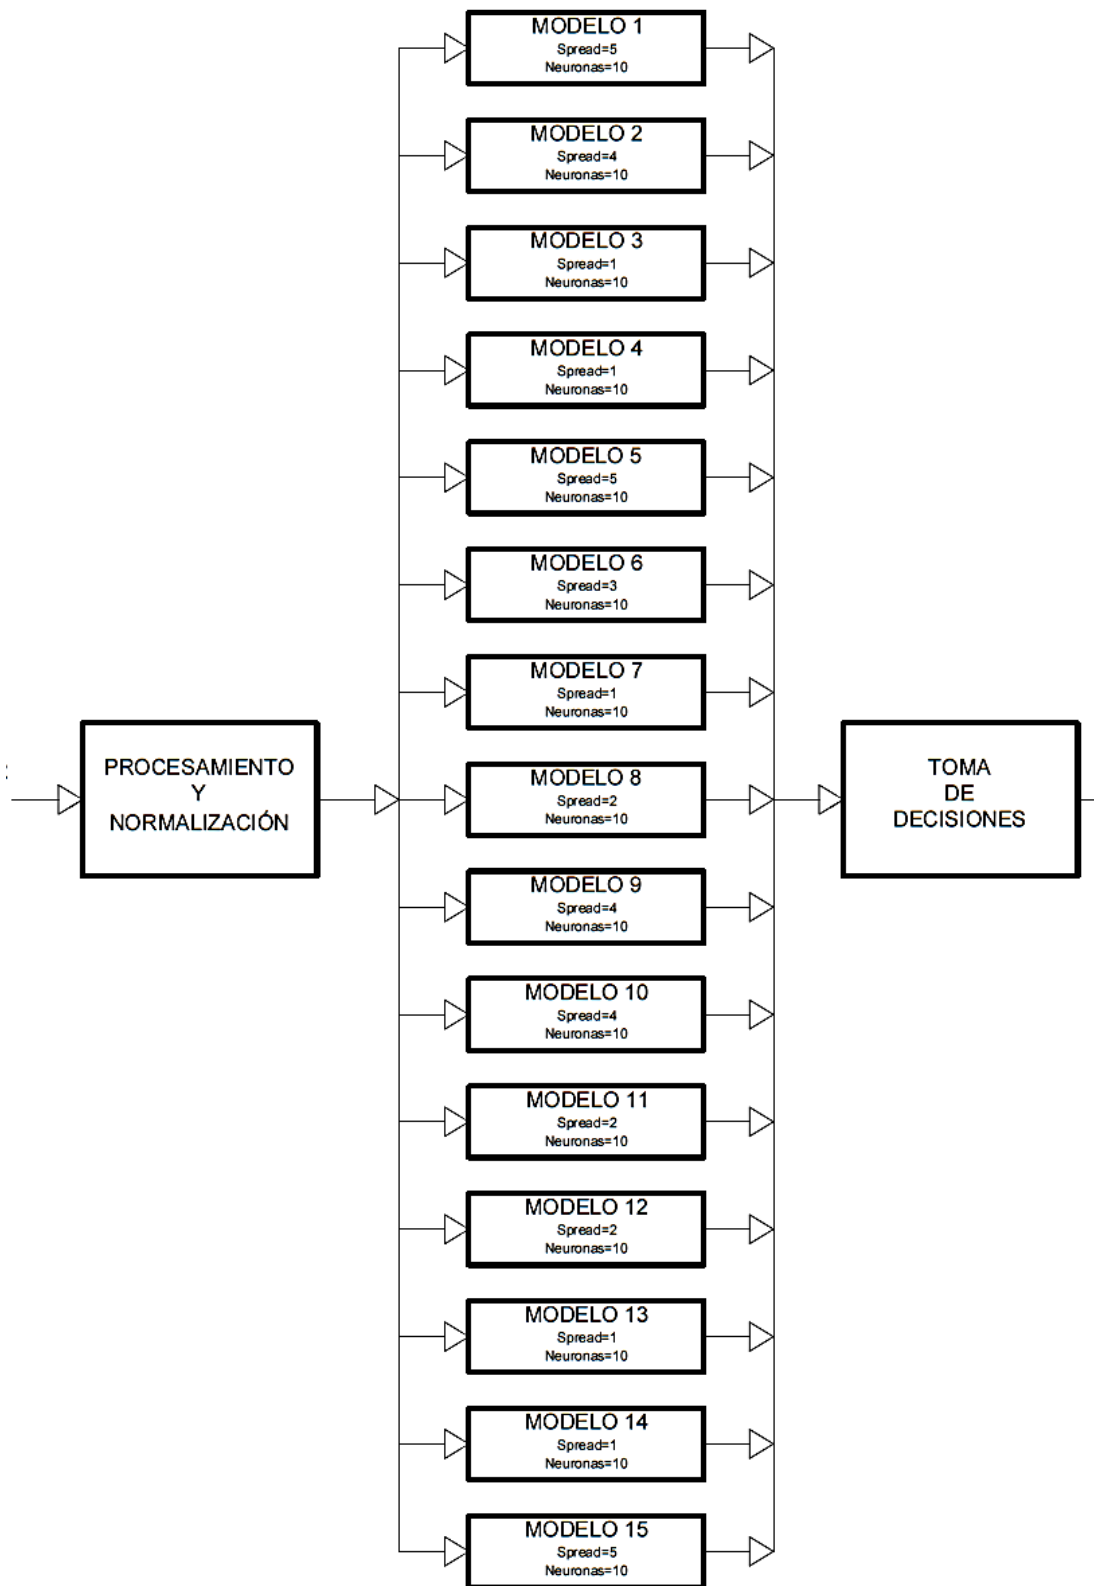 MODELO 1
Spread=5
Neuronas=10
MODELO 2
Spread=4
Neuronas=10
MODELO 3
Spread=1
Neuronas=10
MODELO 4
Spread=1
Neuronas=10
MODELO 5
Spread=5
Neuronas=10
MODELO 6
Spread=3
Neuronas=10
MODELO 7
Spread=1
Neuronas=10
PROCESAMIENTO
Y
NORMALIZACIÓN
MODELO 8
Spread=2
Neuronas=10
TOMA
DE
DECISIONES
MODELO 9
Spread=4
Neuronas=10
MODELO 10
Spread=4
Neuronas=10
MODELO 11
Spread=2
Neuronas=10
MODELO 12
Spread=2
Neuronas=10
MODELO 13
Spread=1
Neuronas=10
MODELO 14
Spread=1
Neuronas=10
MODELO 15
Spread=5
Neuronas=10